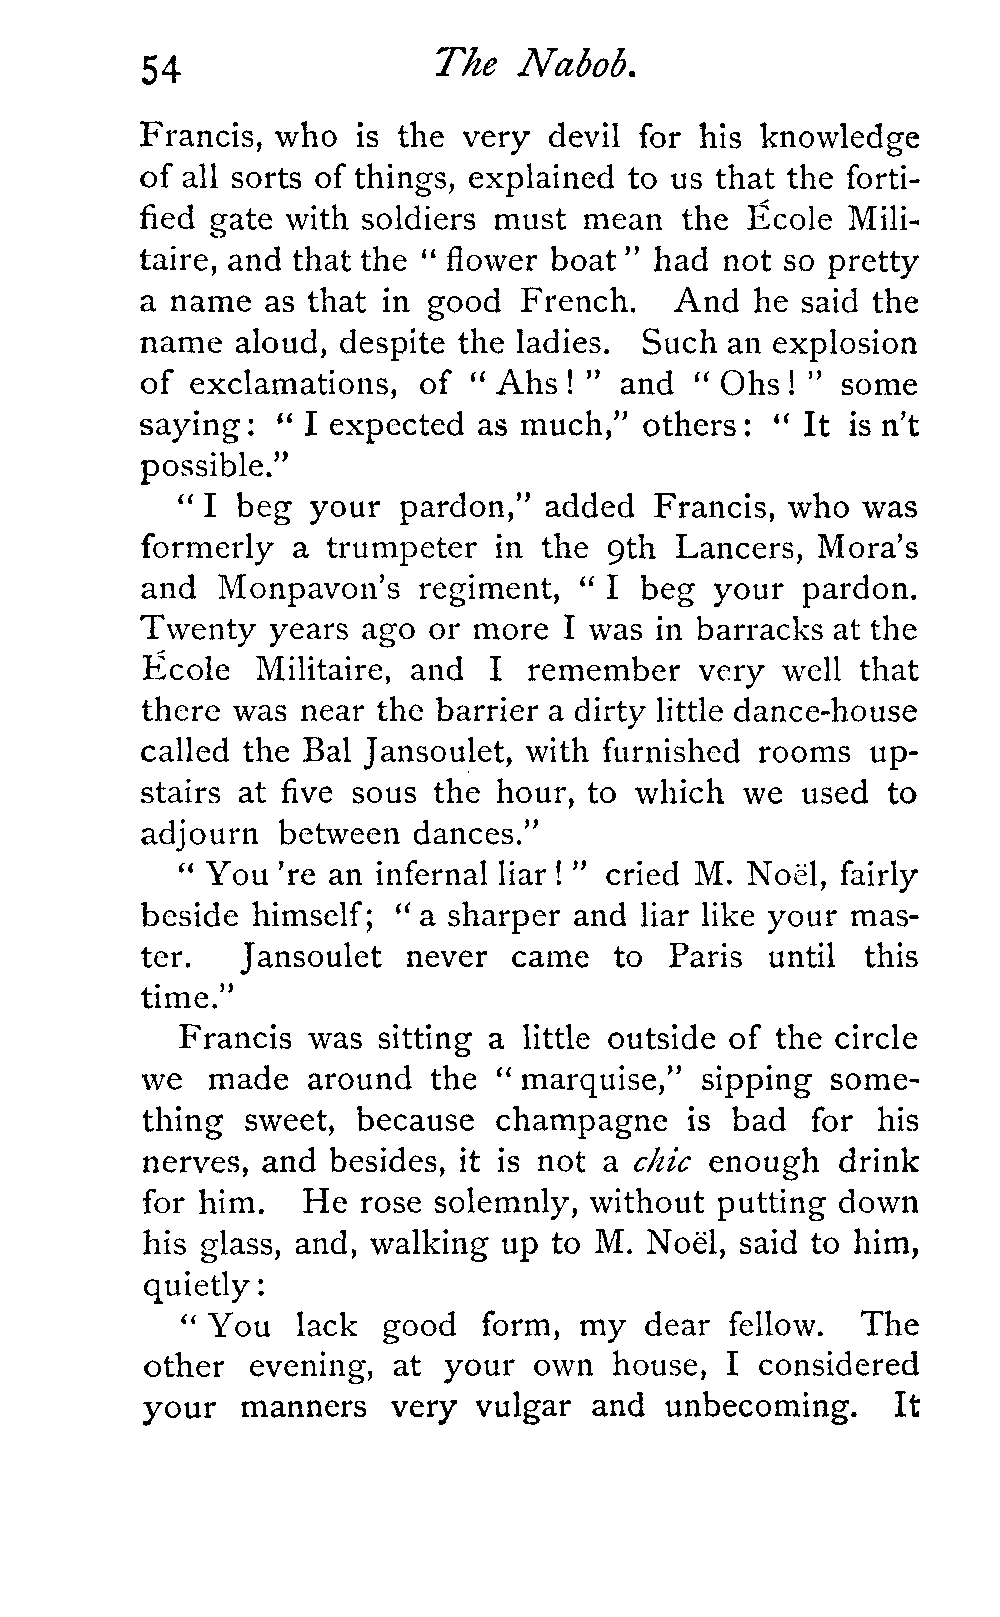 54 The Nabob.
Francis, who is the very devil for his knowledge
of all sorts of things, explained to us that the forti-
fied gate with soldiers must mean the École Mili-
taire, and that the “ flower boat ” had not so pretty
a name as that in good French. And he said the
name aloud, despite the ladies. Such an explosion
of exclamations, of “ Ahs ! ” and “ Ohs ! ” some
saying : “ I expected as much,” others : “ It is n't
possible.”
“ I beg your pardon,” added Francis, who was
formerly a trumpeter in the 9th Lancers, Mora's
and Monpavon's regiment, “ I beg your pardon.
Twenty years ago or more I was in barracks at the
École Militaire, and I remember very well that
there was near the barrier a dirty little dance-house
called the Bal Jansoulet, with furnished rooms up-
stairs at five sous the hour, to which we used to
adjourn between dances.”
“ You 're an infernal liar ! ” cried M. Noël, fairly
beside himself ; “ a sharper and liar like your mas-
ter. Jansoulet never came to Paris until this
time.”
Francis was sitting a little outside of the circle
we made around the “ marquise,” sipping some-
thing sweet, because champagne is bad for his
nerves, and besides, it is not a chic enough drink
for him. He rose solemnly, without putting down
his glass, and, walking up to M. Noël, said to him,
quietly :
“ You lack good form, my dear fellow. The
other evening, at your own house, I considered
your manners very vulgar and unbecoming. It